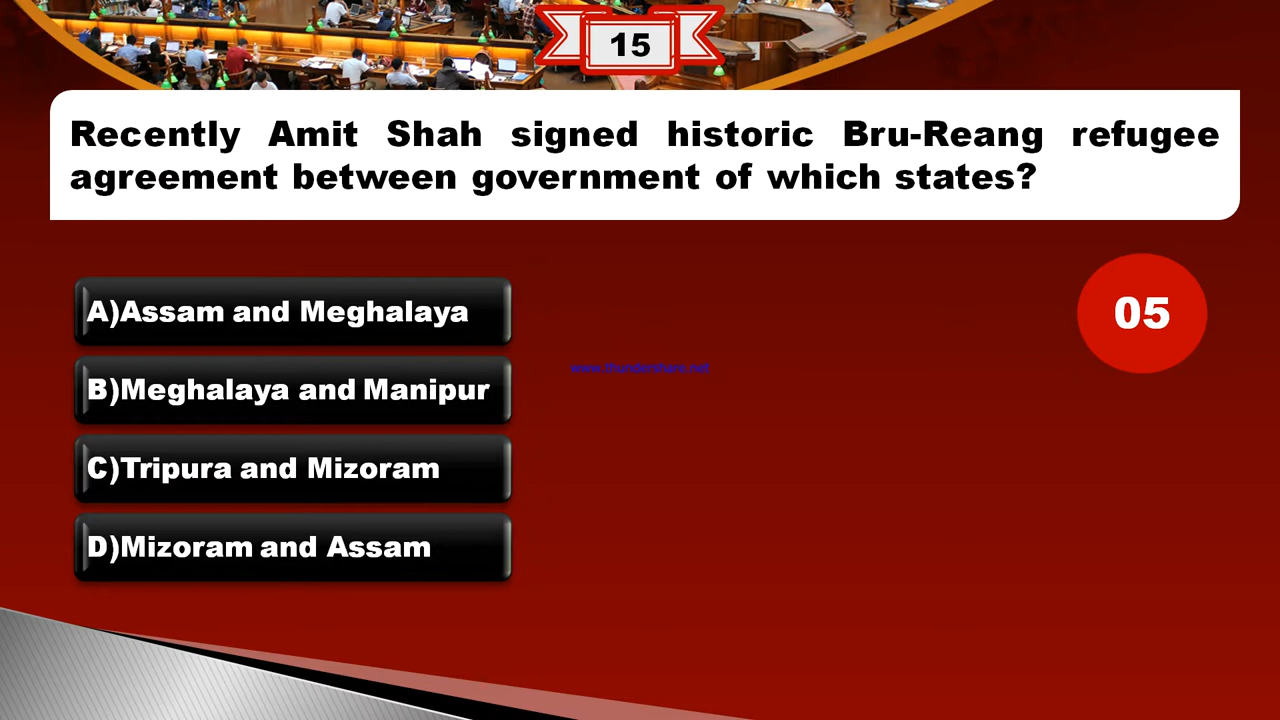 15
Recently Amit Shah signed historic Bru-Reang refugee
agreement between government of which states?
A)Assam and Meghalaya
05
www.thundershare.net
B)Meghalaya and Manipur
C)Tripura and Mizoram
D)Mizoram and Assam